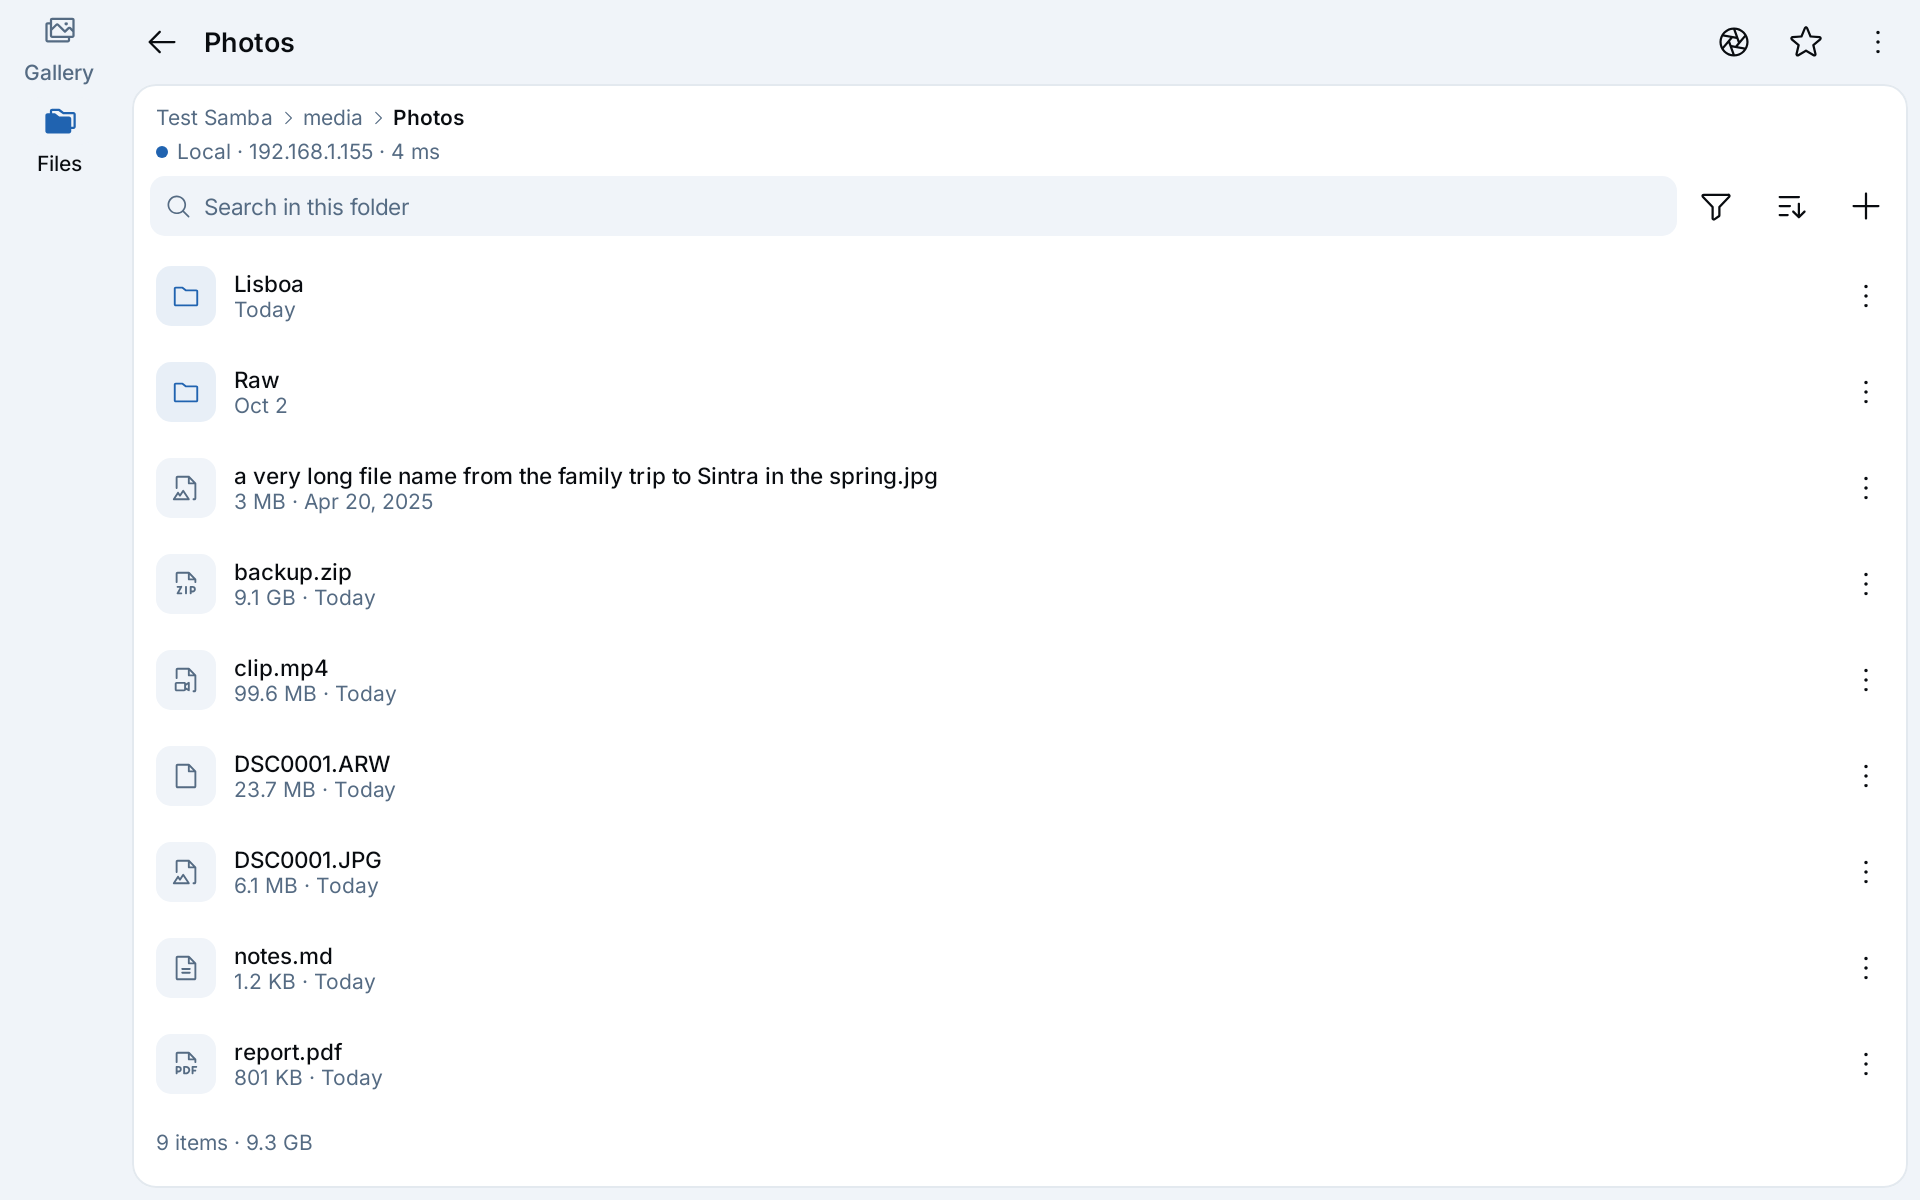 Gallery
Files
Photos
Test Samba > media > Photos
Local · 192.168.1.155 · 4 ms
Search in this folder
Lisboa
Today
Raw
Oct 2
a very long file name from the family trip to Sintra in the spring.jpg
3 MB · Apr 20, 2025
ZIP
backup.zip
9.1 GB · Today
clip.mp4
99.6 MB · Today
DSC0001.ARW
23.7 MB · Today
DSC0001.JPG
6.1 MB · Today
notes.md
1.2 KB · Today
PDF
report.pdf
801 KB · Today
9 items · 9.3 GB